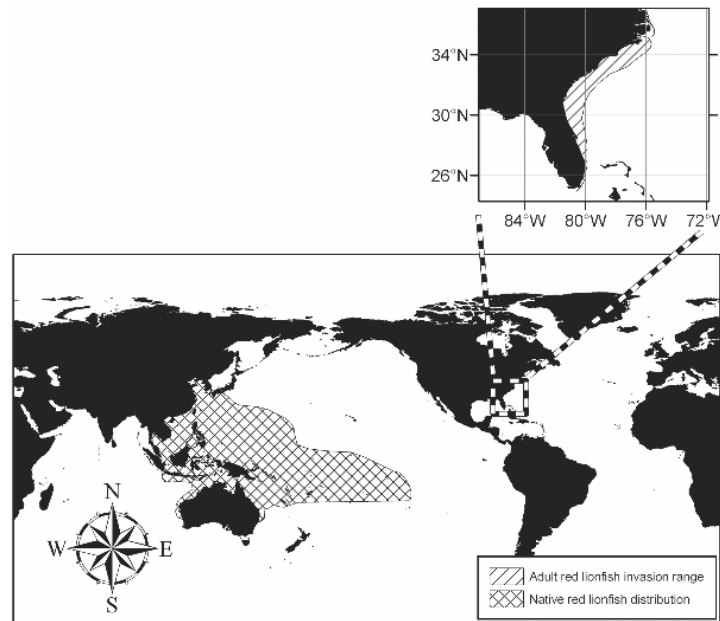 34°N
30°N
26°N
84°W 80°W 76°W 72°W
N
W E
S
Adult red lionfish invasion range
Native red lionfish distribution